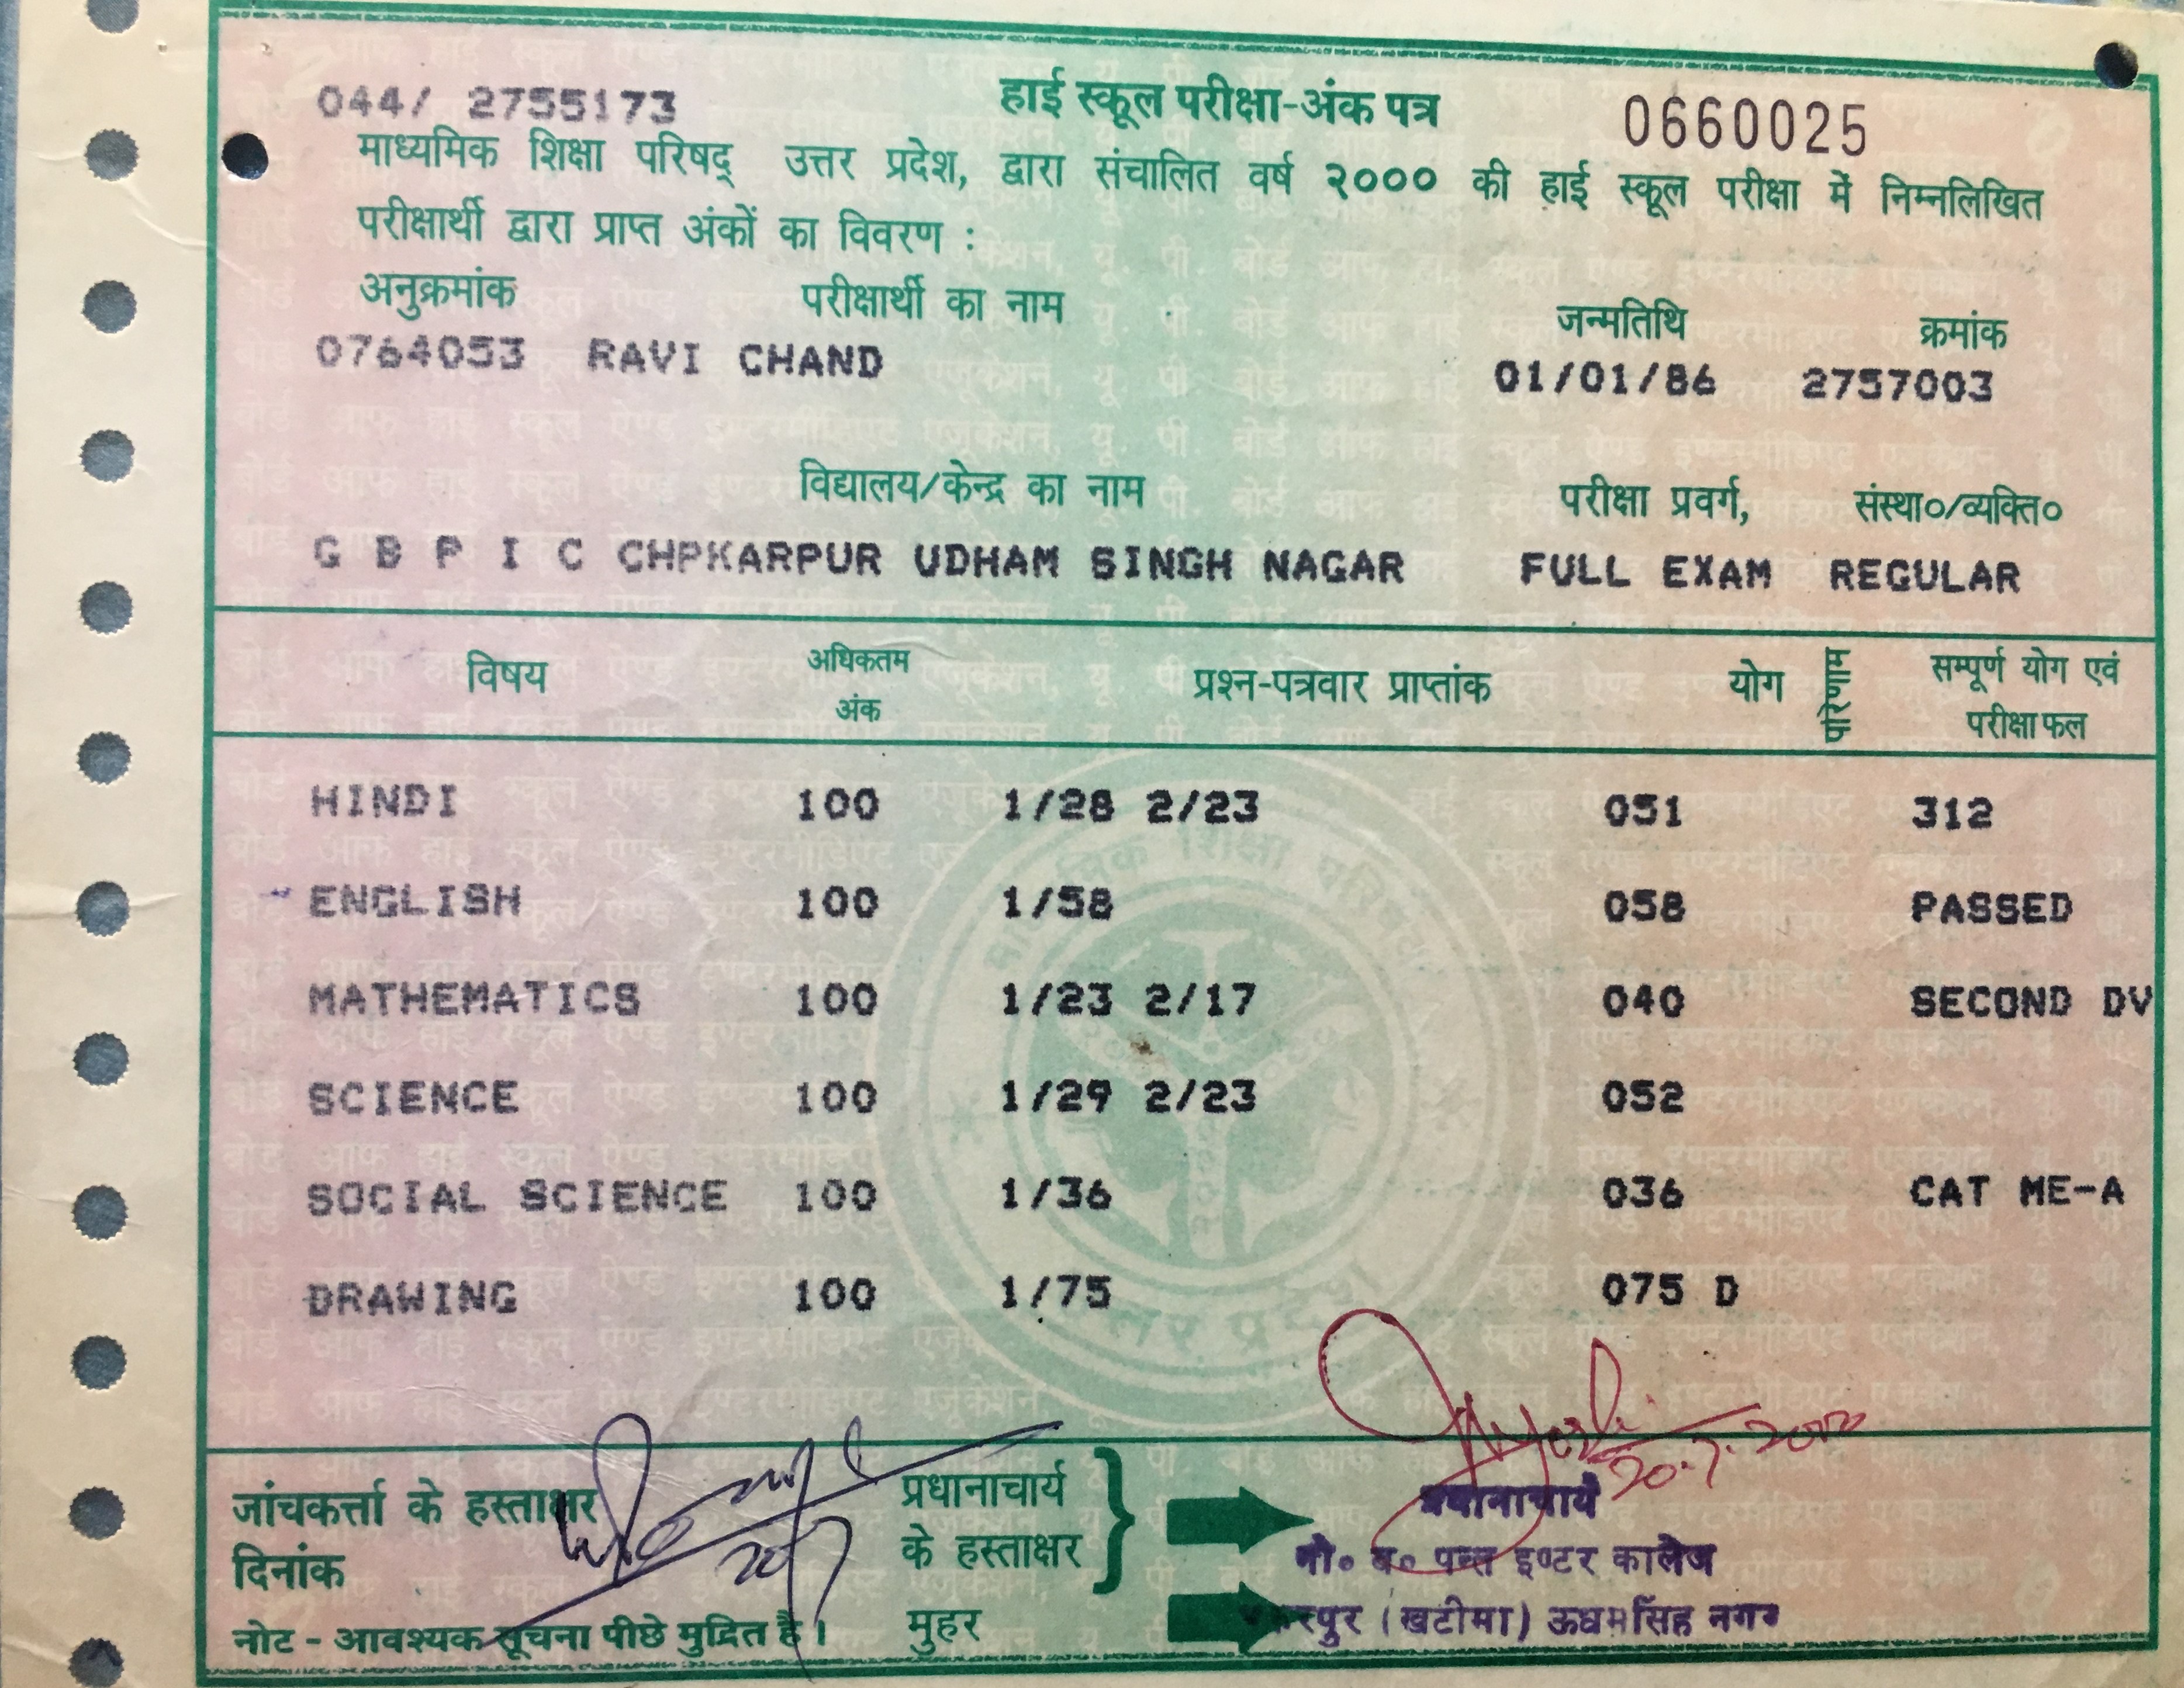 044/ 2755173 हाई स्कूल परीक्षा-अंक पत्र 0660025
माध्यमिक शिक्षा परिषद् उत्तर प्रदेश, द्वारा संचालित वर्ष २००० की हाई स्कूल परीक्षा में निम्नलिखित
परीक्षार्थी द्वारा प्राप्त अंकों का विवरण :
अनुक्रमांक परीक्षार्थी का नाम जन्मतिथि क्रमांक
0764053 RAVI CHAND 01/01/86 2757003
विद्यालय/केन्द्र का नाम परीक्षा प्रवर्ग, संस्था०/व्यक्ति०
G B P I C CHPKARPUR UDHAM SINGH NAGAR FULL EXAM REGULAR
विषय अधिकतम अंक प्रश्न-पत्रवार प्राप्तांक योग परिणाम सम्पूर्ण योग एवं परीक्षाफल
HINDI 100 1/28 2/23 051 312
ENGLISH 100 1/58 058 PASSED
MATHEMATICS 100 1/23 2/17 040 SECOND DV
SCIENCE 100 1/29 2/23 052
SOCIAL SCIENCE 100 1/36 036 CAT ME-A
DRAWING 100 1/75 075 D
20.7.2000
जांचकर्त्ता के हस्ताक्षर प्रधानाचार्य प्रधानाचार्य
दिनांक के हस्ताक्षर गो० ब० पन्त इण्टर कालेज
नोट - आवश्यक सूचना पीछे मुद्रित है। मुहर (खटीमा) ऊधमसिंह नगर